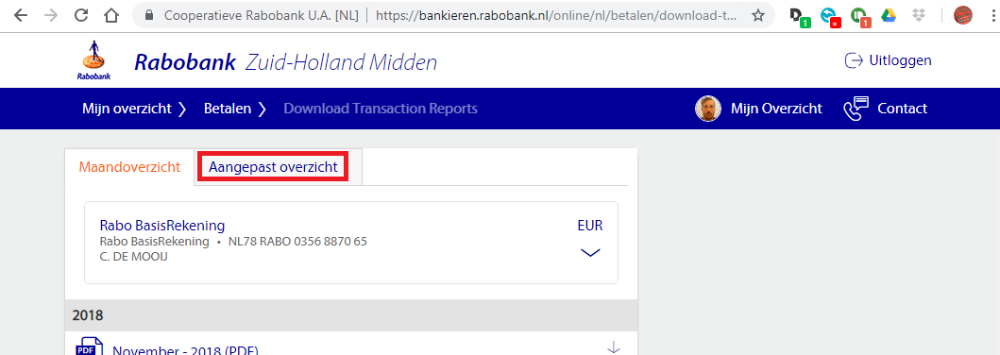 Cooperatieve Rabobank U.A. [NL] https://bankieren.rabobank.nl/online/nl/betalen/download-t...
1
1
Rabobank
Rabobank Zuid-Holland Midden
Uitloggen
Mijn overzicht Betalen Download Transaction Reports Mijn Overzicht Contact
Maandoverzicht Aangepast overzicht
Rabo BasisRekening EUR
Rabo BasisRekening • NL78 RABO 0356 8870 65
C. DE MOOIJ
2018
PDF November - 2018 (PDF)